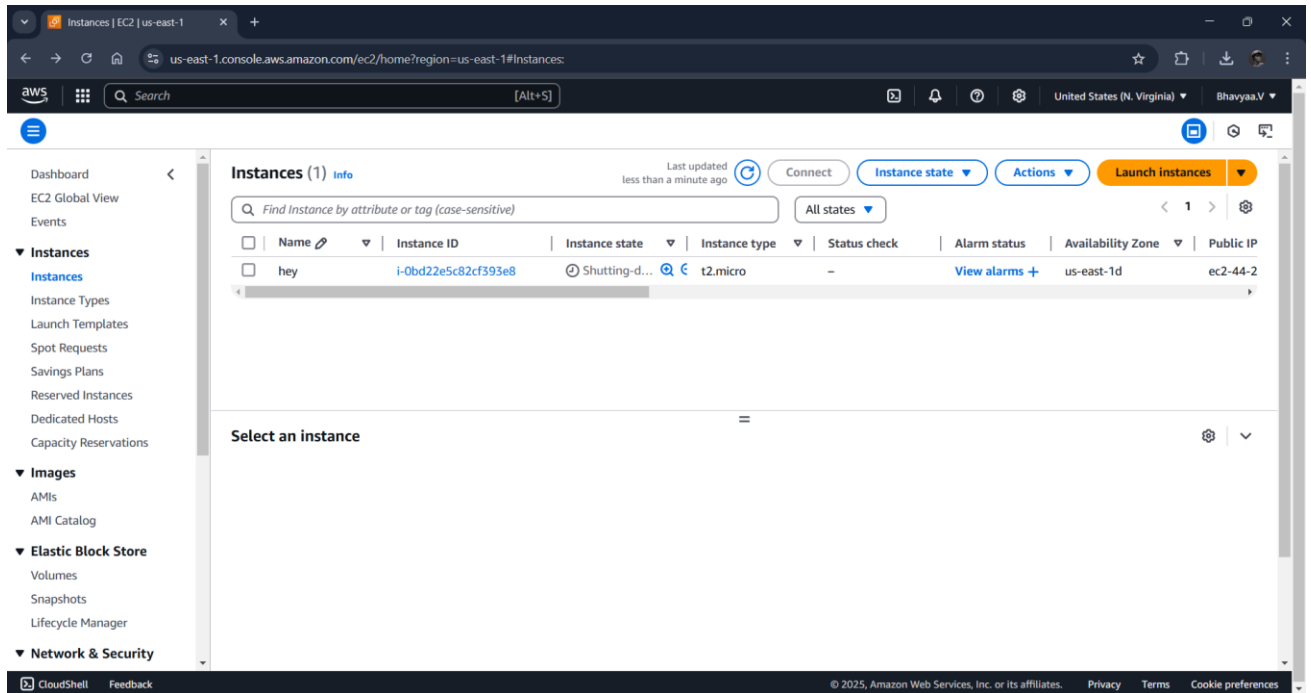 Instances | EC2 | us-east-1
us-east-1.console.aws.amazon.com/ec2/home?region=us-east-1#Instances:
aws Search [Alt+S] United States (N. Virginia) Bhavyaa.V
Dashboard
EC2 Global View
Events
Instances
Instances
Instance Types
Launch Templates
Spot Requests
Savings Plans
Reserved Instances
Dedicated Hosts
Capacity Reservations
Images
AMIs
AMI Catalog
Elastic Block Store
Volumes
Snapshots
Lifecycle Manager
Network & Security
Instances (1) Info
Last updated
less than a minute ago
Connect Instance state Actions Launch instances
Find Instance by attribute or tag (case-sensitive) All states 1
Name Instance ID Instance state Instance type Status check Alarm status Availability Zone Public IP
hey i-0bd22e5c82cf393e8 Shutting-d... t2.micro – View alarms + us-east-1d ec2-44-2
Select an instance
CloudShell Feedback © 2025, Amazon Web Services, Inc. or its affiliates. Privacy Terms Cookie preferences